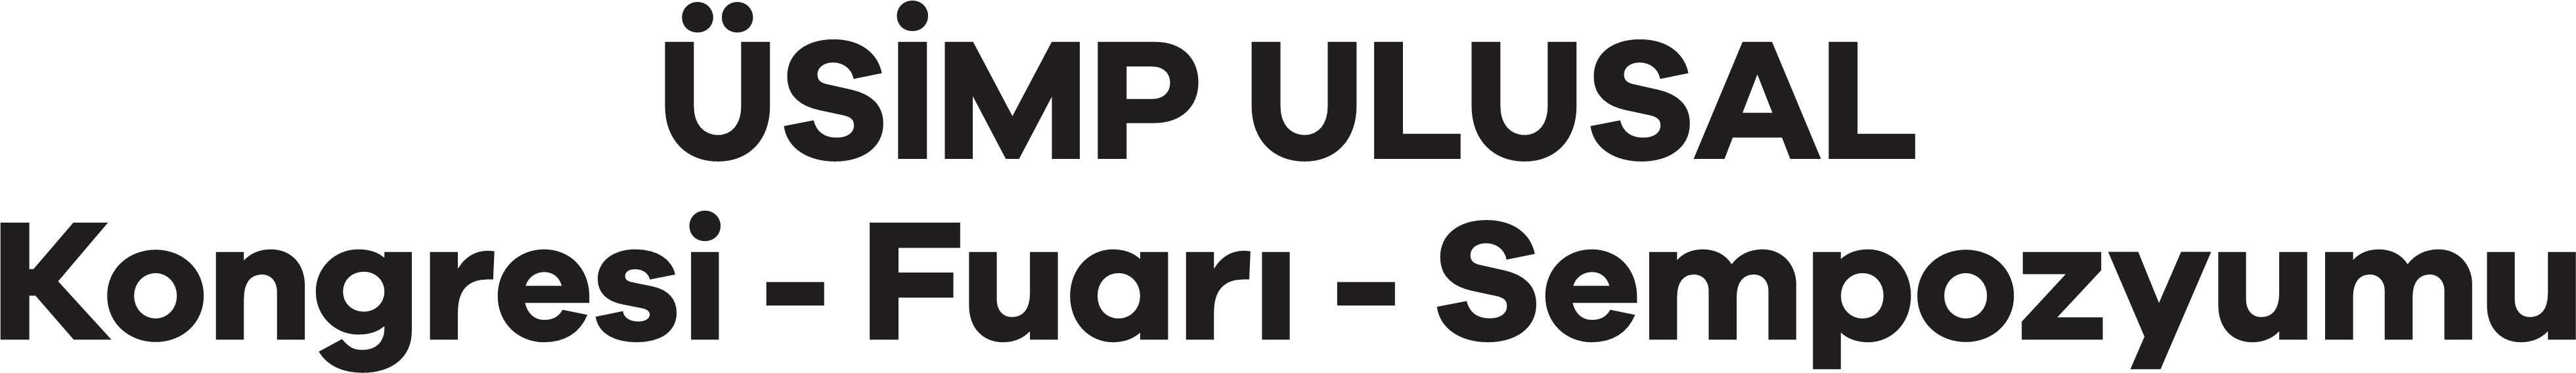 ÜSİMP ULUSAL
Kongresi - Fuarı - Sempozyumu